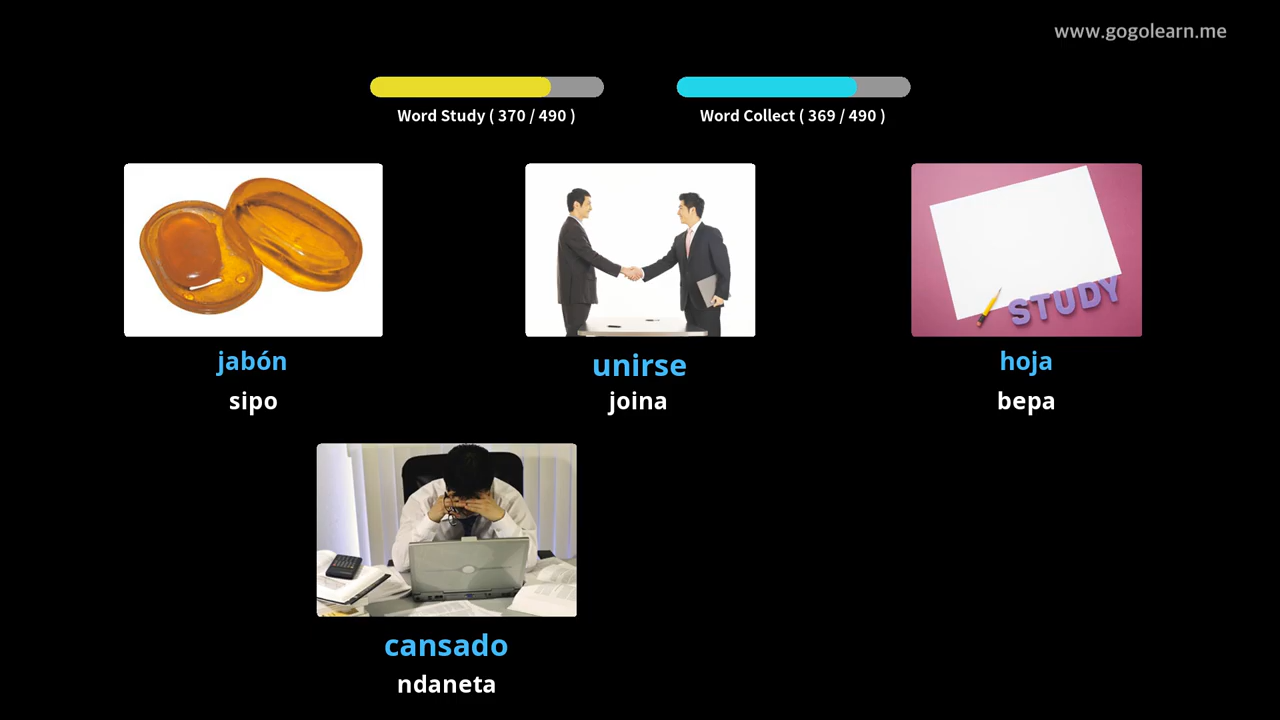 www.gogolearn.me
Word Study ( 370 / 490 )
Word Collect ( 369 / 490 )
STUDY
jabón
sipo
unirse
joina
hoja
bepa
cansado
ndaneta